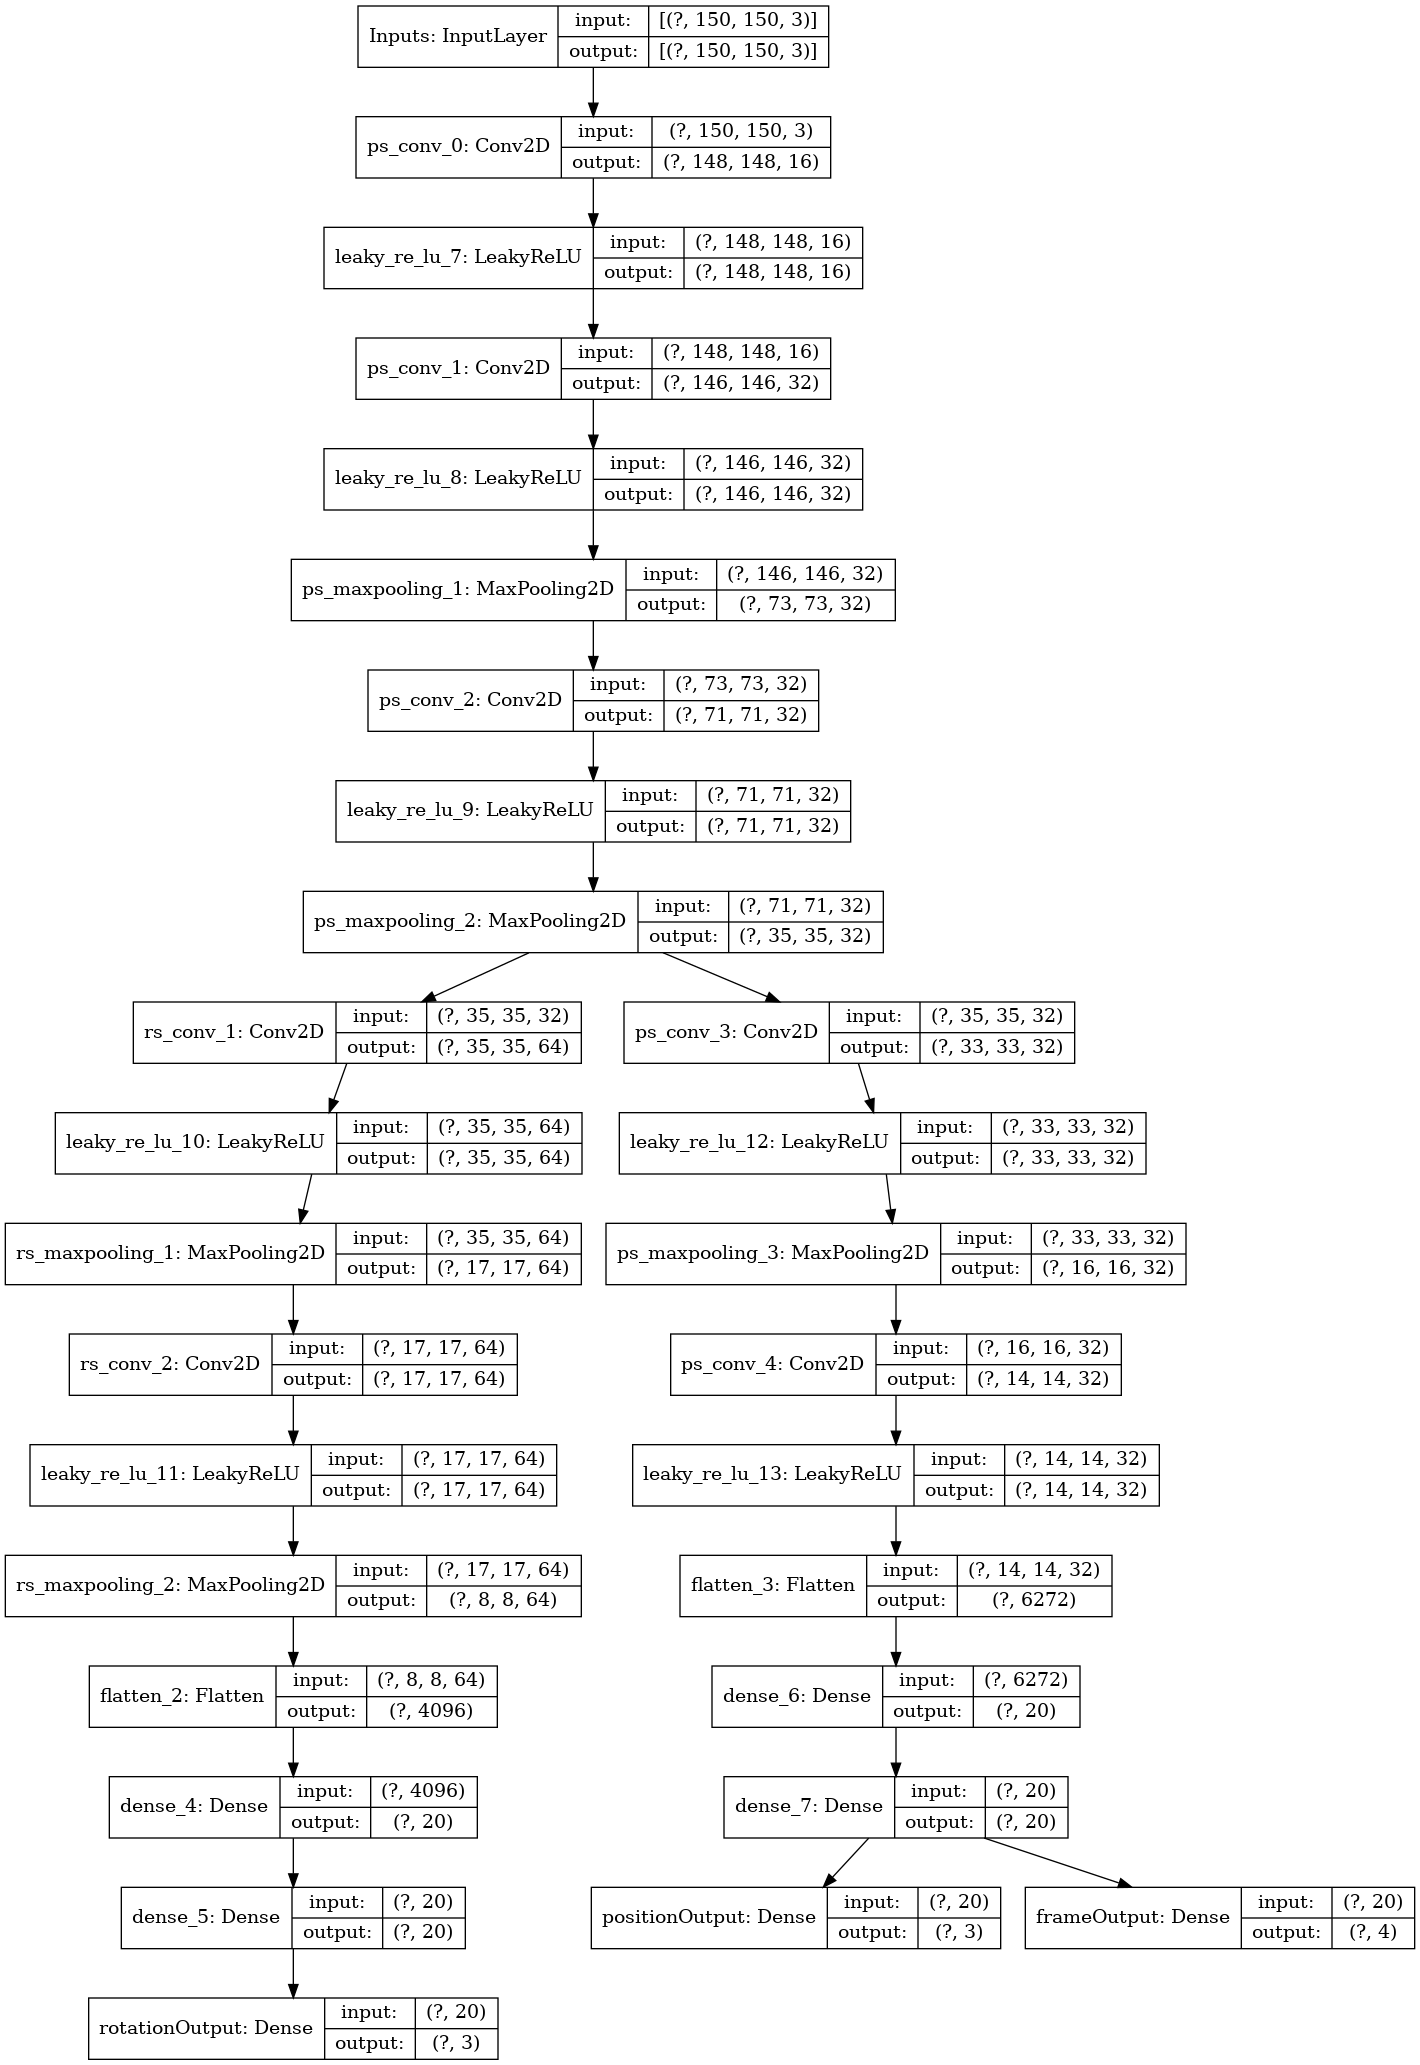 Inputs: InputLayer
input:
[(?, 150, 150, 3)]
output:
[(?, 150, 150, 3)]
ps_conv_0: Conv2D
input:
(?, 150, 150, 3)
output:
(?, 148, 148, 16)
leaky_re_lu_7: LeakyReLU
input:
(?, 148, 148, 16)
output:
(?, 148, 148, 16)
ps_conv_1: Conv2D
input:
(?, 148, 148, 16)
output:
(?, 146, 146, 32)
leaky_re_lu_8: LeakyReLU
input:
(?, 146, 146, 32)
output:
(?, 146, 146, 32)
ps_maxpooling_1: MaxPooling2D
input:
(?, 146, 146, 32)
output:
(?, 73, 73, 32)
ps_conv_2: Conv2D
input:
(?, 73, 73, 32)
output:
(?, 71, 71, 32)
leaky_re_lu_9: LeakyReLU
input:
(?, 71, 71, 32)
output:
(?, 71, 71, 32)
ps_maxpooling_2: MaxPooling2D
input:
(?, 71, 71, 32)
output:
(?, 35, 35, 32)
rs_conv_1: Conv2D
input:
(?, 35, 35, 32)
output:
(?, 35, 35, 64)
ps_conv_3: Conv2D
input:
(?, 35, 35, 32)
output:
(?, 33, 33, 32)
leaky_re_lu_10: LeakyReLU
input:
(?, 35, 35, 64)
output:
(?, 35, 35, 64)
leaky_re_lu_12: LeakyReLU
input:
(?, 33, 33, 32)
output:
(?, 33, 33, 32)
rs_maxpooling_1: MaxPooling2D
input:
(?, 35, 35, 64)
output:
(?, 17, 17, 64)
ps_maxpooling_3: MaxPooling2D
input:
(?, 33, 33, 32)
output:
(?, 16, 16, 32)
rs_conv_2: Conv2D
input:
(?, 17, 17, 64)
output:
(?, 17, 17, 64)
ps_conv_4: Conv2D
input:
(?, 16, 16, 32)
output:
(?, 14, 14, 32)
leaky_re_lu_11: LeakyReLU
input:
(?, 17, 17, 64)
output:
(?, 17, 17, 64)
leaky_re_lu_13: LeakyReLU
input:
(?, 14, 14, 32)
output:
(?, 14, 14, 32)
rs_maxpooling_2: MaxPooling2D
input:
(?, 17, 17, 64)
output:
(?, 8, 8, 64)
flatten_3: Flatten
input:
(?, 14, 14, 32)
output:
(?, 6272)
flatten_2: Flatten
input:
(?, 8, 8, 64)
output:
(?, 4096)
dense_6: Dense
input:
(?, 6272)
output:
(?, 20)
dense_4: Dense
input:
(?, 4096)
output:
(?, 20)
dense_7: Dense
input:
(?, 20)
output:
(?, 20)
dense_5: Dense
input:
(?, 20)
output:
(?, 20)
positionOutput: Dense
input:
(?, 20)
output:
(?, 3)
frameOutput: Dense
input:
(?, 20)
output:
(?, 4)
rotationOutput: Dense
input:
(?, 20)
output:
(?, 3)